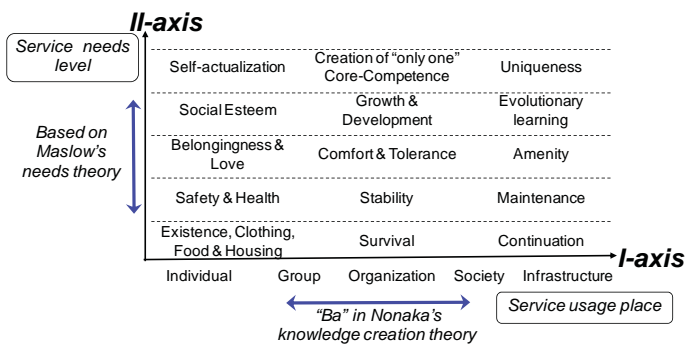 II-axis
Service needs
level
Self-actualization
Creation of “only one”
Core-Competence
Uniqueness
Social Esteem
Growth &
Development
Evolutionary
learning
Based on
Maslow’s
needs theory
Belongingness &
Love
Comfort & Tolerance
Amenity
Safety & Health
Stability
Maintenance
Existence, Clothing,
Food & Housing
Survival
Continuation
I-axis
Individual
Group
Organization
Society
Infrastructure
“Ba” in Nonaka’s
knowledge creation theory
Service usage place